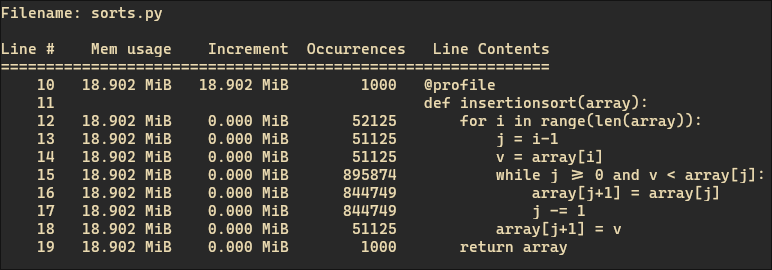 Filename: sorts.py
Line #    Mem usage    Increment  Occurrences   Line Contents
=============================================================
    10   18.902 MiB   18.902 MiB        1000   @profile
    11                                         def insertionsort(array):
    12   18.902 MiB    0.000 MiB       52125       for i in range(len(array)):
    13   18.902 MiB    0.000 MiB       51125           j = i-1
    14   18.902 MiB    0.000 MiB       51125           v = array[i]
    15   18.902 MiB    0.000 MiB      895874           while j >= 0 and v < array[j]:
    16   18.902 MiB    0.000 MiB      844749               array[j+1] = array[j]
    17   18.902 MiB    0.000 MiB      844749               j -= 1
    18   18.902 MiB    0.000 MiB       51125           array[j+1] = v
    19   18.902 MiB    0.000 MiB        1000       return array